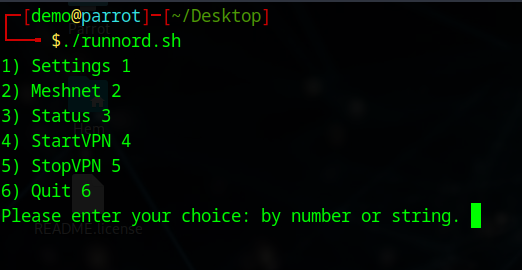 [demo@parrot]─[~/Desktop]
$./runnord.sh
1) Settings 1
2) Meshnet 2
3) Status 3
4) StartVPN 4
5) StopVPN 5
6) Quit 6
Please enter your choice: by number or string.
README.license